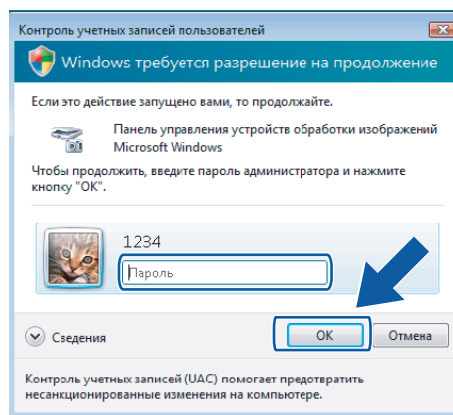 Контроль учетных записей пользователей
Windows требуется разрешение на продолжение
Если это действие запущено вами, то продолжайте.
Панель управления устройств обработки изображений
Microsoft Windows
Чтобы продолжить, введите пароль администратора и нажмите
кнопку "ОК".
1234
Пароль
Сведения
ОК
Отмена
Контроль учетных записей (UAC) помогает предотвратить
несанкционированные изменения на компьютере.